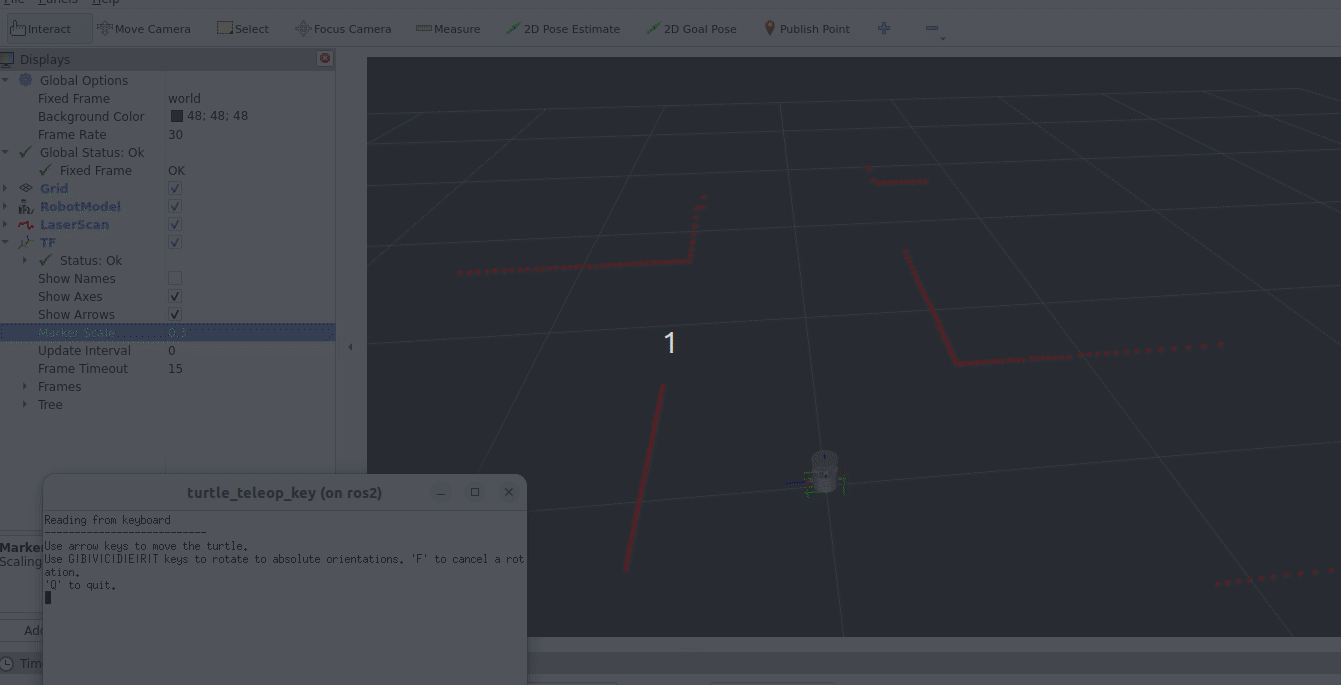 File Panels Help
Interact Move Camera Select Focus Camera Measure 2D Pose Estimate 2D Goal Pose Publish Point
Displays
Global Options
Fixed Frame world
Background Color 48; 48; 48
Frame Rate 30
Global Status: Ok
Fixed Frame OK
Grid
RobotModel
LaserScan
TF
Status: Ok
Show Names
Show Axes
Show Arrows
Marker Scale 0.3
Update Interval 0
Frame Timeout 15
Frames
Tree
1
turtle_teleop_key (on ros2)
Reading from keyboard
---------------------------
Use arrow keys to move the turtle.
Use G|B|V|C|D|E|R|T keys to rotate to absolute orientations. 'F' to cancel a rot
ation.
'Q' to quit.
Marke
Scaling
Add
Time